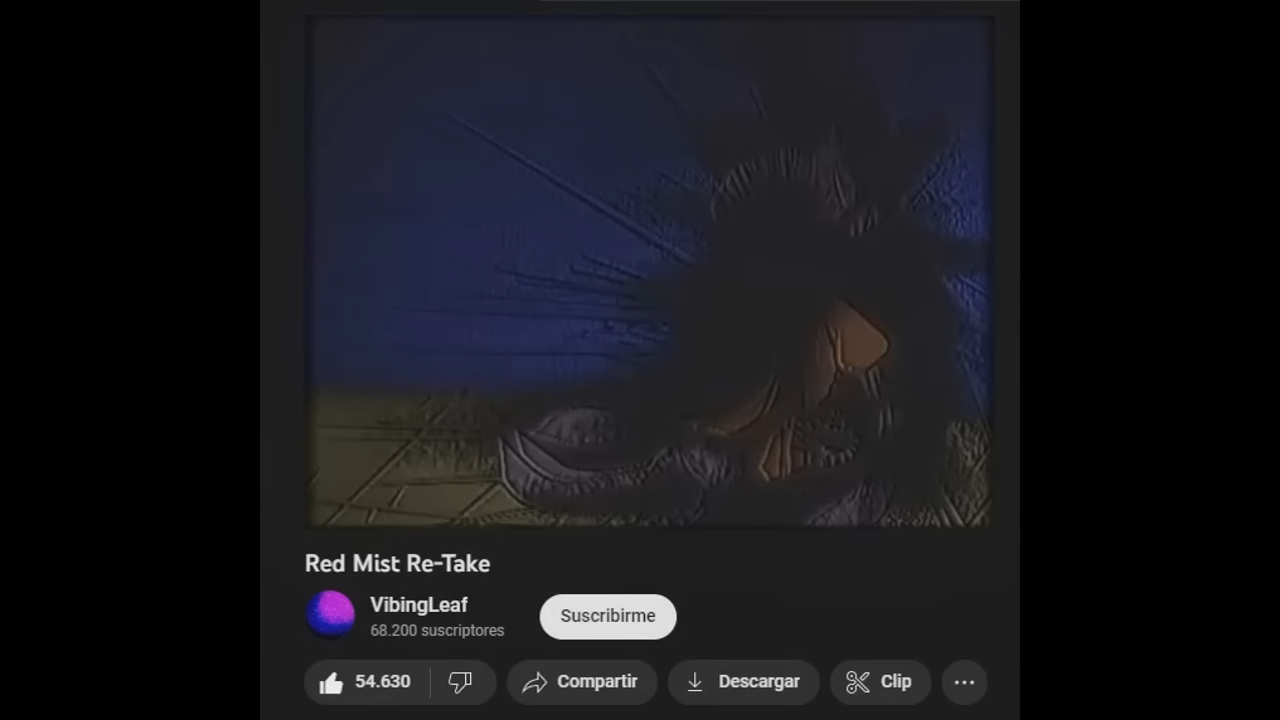 Red Mist Re-Take
VibingLeaf
68.200 suscriptores
Suscribirme
54.630
Compartir
Descargar
Clip